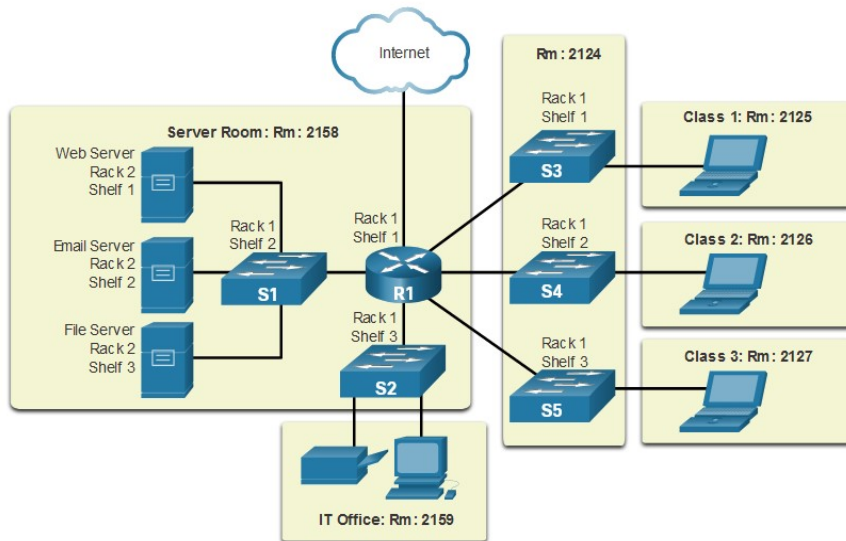 Internet
Server Room: Rm: 2158
Web Server
Rack 2
Shelf 1
Email Server
Rack 2
Shelf 2
File Server
Rack 2
Shelf 3
Rack 1
Shelf 2
S1
Rack 1
Shelf 1
R1
Rack 1
Shelf 3
S2
IT Office: Rm: 2159
Rm: 2124
Rack 1
Shelf 1
S3
Rack 1
Shelf 2
S4
Rack 1
Shelf 3
S5
Class 1: Rm: 2125
Class 2: Rm: 2126
Class 3: Rm: 2127